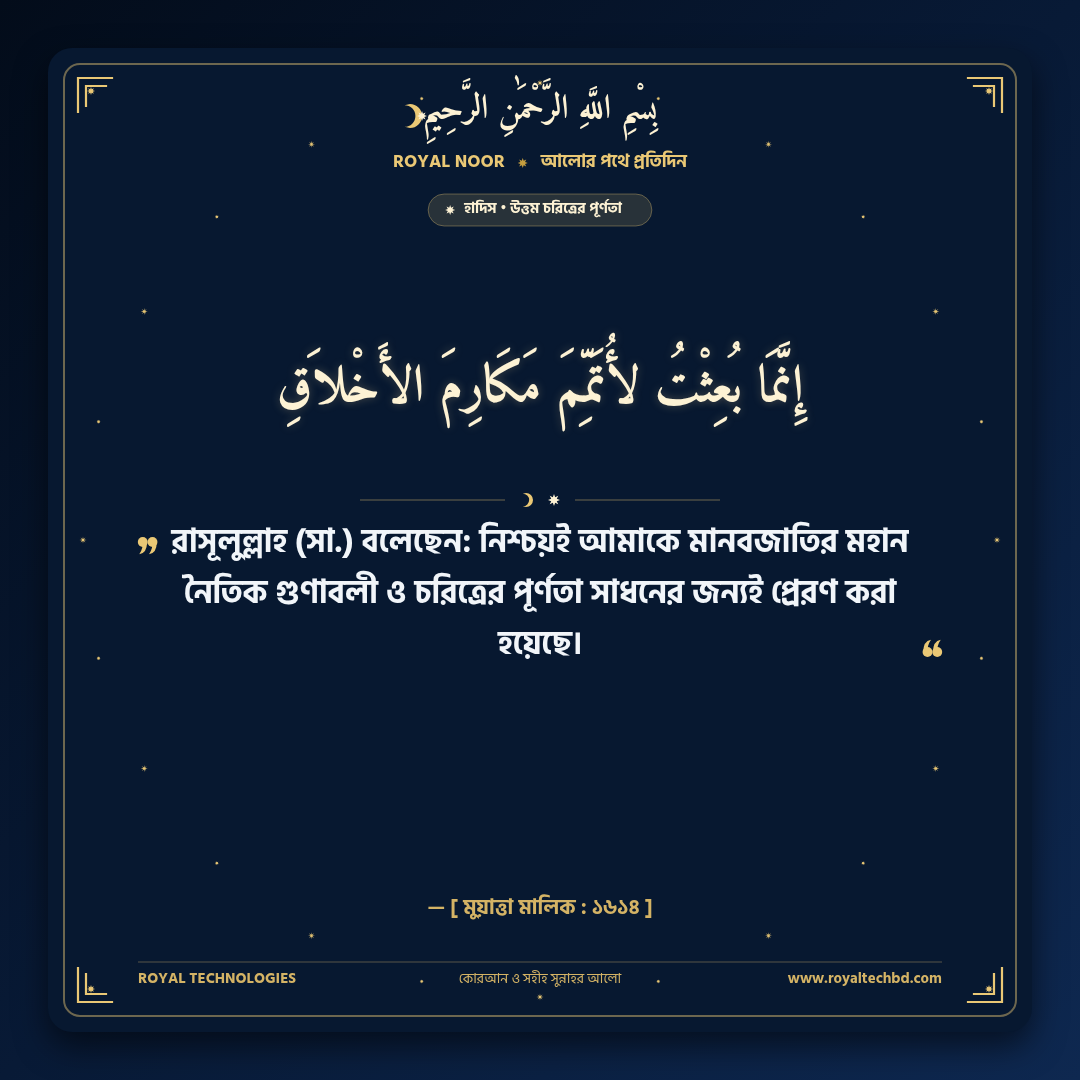 بِسْمِ اللَّهِ الرَّحْمَٰنِ الرَّحِيمِ
ROYAL NOOR ✷ আলোর পথে প্রতিদিন
✷ হাদিস • উত্তম চরিত্রের পূর্ণতা
إِنَّمَا بُعِثْتُ لأُتَمِّمَ مَكَارِمَ الأَخْلاقِ
❞ রাসূলুল্লাহ (সা.) বলেছেন: নিশ্চয়ই আমাকে মানবজাতির মহান
নৈতিক গুণাবলী ও চরিত্রের পূর্ণতা সাধনের জন্যই প্রেরণ করা
হয়েছে। ❝
— [ মুয়াত্তা মালিক : ১৬১৪ ]
ROYAL TECHNOLOGIES কোরআন ও সহীহ সুন্নাহর আলো www.royaltechbd.com